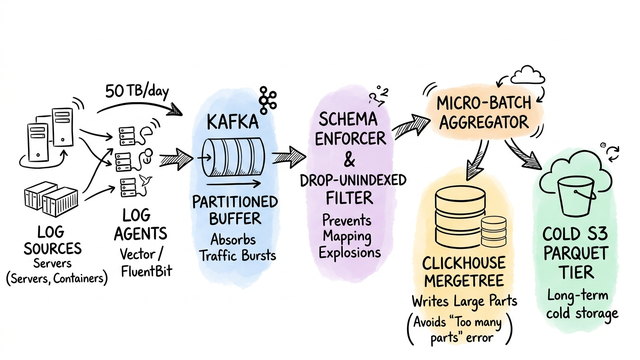 50 TB/day
LOG
SOURCES
Servers
(Servers, Containers)
LOG
AGENTS
Vector/
FluentBit
KAFKA
PARTITIONED
BUFFER
Absorbs
Traffic Bursts
SCHEMA
ENFORCER
&
DROP-UNINDEXED
FILTER
Prevents
Mapping
Explosions
MICRO-BATCH
AGGREGATOR
CLICKHOUSE
MERGETREE
Writes Large Parts
(Avoids "Too many
parts" error)
COLD S3
PARQUET
TIER
Long-term
cold storage